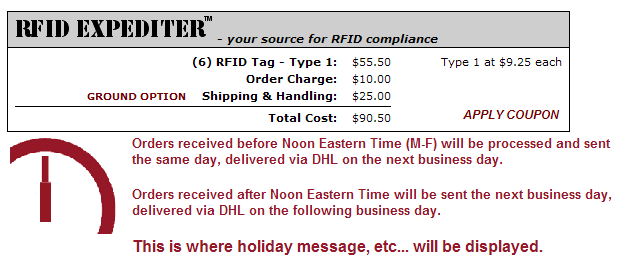 RFID EXPEDITER™ - your source for RFID compliance
(6) RFID Tag - Type 1: $55.50 Type 1 at $9.25 each
Order Charge: $10.00
GROUND OPTION Shipping & Handling: $25.00
Total Cost: $90.50 APPLY COUPON
Orders received before Noon Eastern Time (M-F) will be processed and sent
the same day, delivered via DHL on the next business day.
Orders received after Noon Eastern Time will be sent the next business day,
delivered via DHL on the following business day.
This is where holiday message, etc... will be displayed.